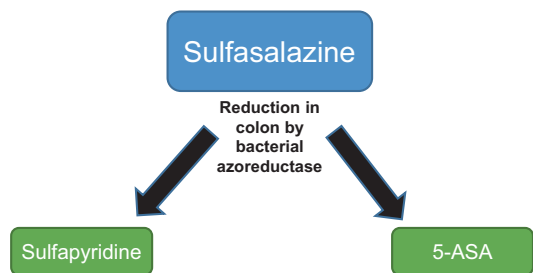 Sulfasalazine
Reduction in
colon by
bacterial
azoreductase
Sulfapyridine
5-ASA